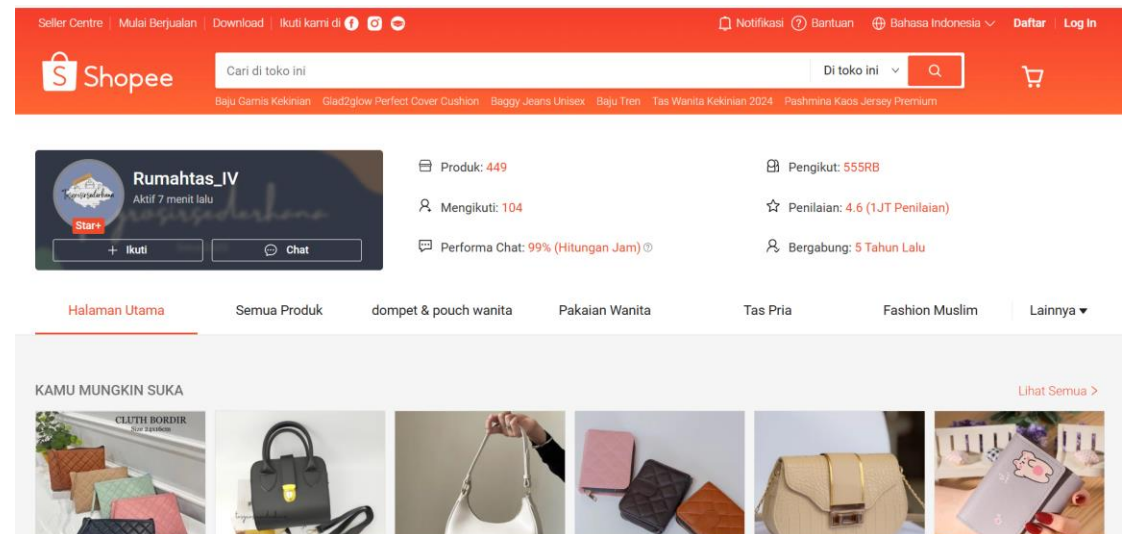 Seller Centre | Mulai Berjualan | Download | Ikuti kami di
Notifikasi Bantuan Bahasa Indonesia Daftar | Log In
Shopee
Cari di toko ini
Di toko ini
Baju Gamis Kekinian Glad2glow Perfect Cover Cushion Baggy Jeans Unisex Baju Tren Tas Wanita Kekinian 2024 Pashmina Kaos Jersey Premium
Rumahtas_IV
Aktif 7 menit lalu
Star+
+ Ikuti
Chat
Produk: 449
Pengikut: 555RB
Mengikuti: 104
Penilaian: 4.6 (1JT Penilaian)
Performa Chat: 99% (Hitungan Jam)
Bergabung: 5 Tahun Lalu
Halaman Utama
Semua Produk
dompet & pouch wanita
Pakaian Wanita
Tas Pria
Fashion Muslim
Lainnya
KAMU MUNGKIN SUKA
Lihat Semua >
CLUTH BORDIR